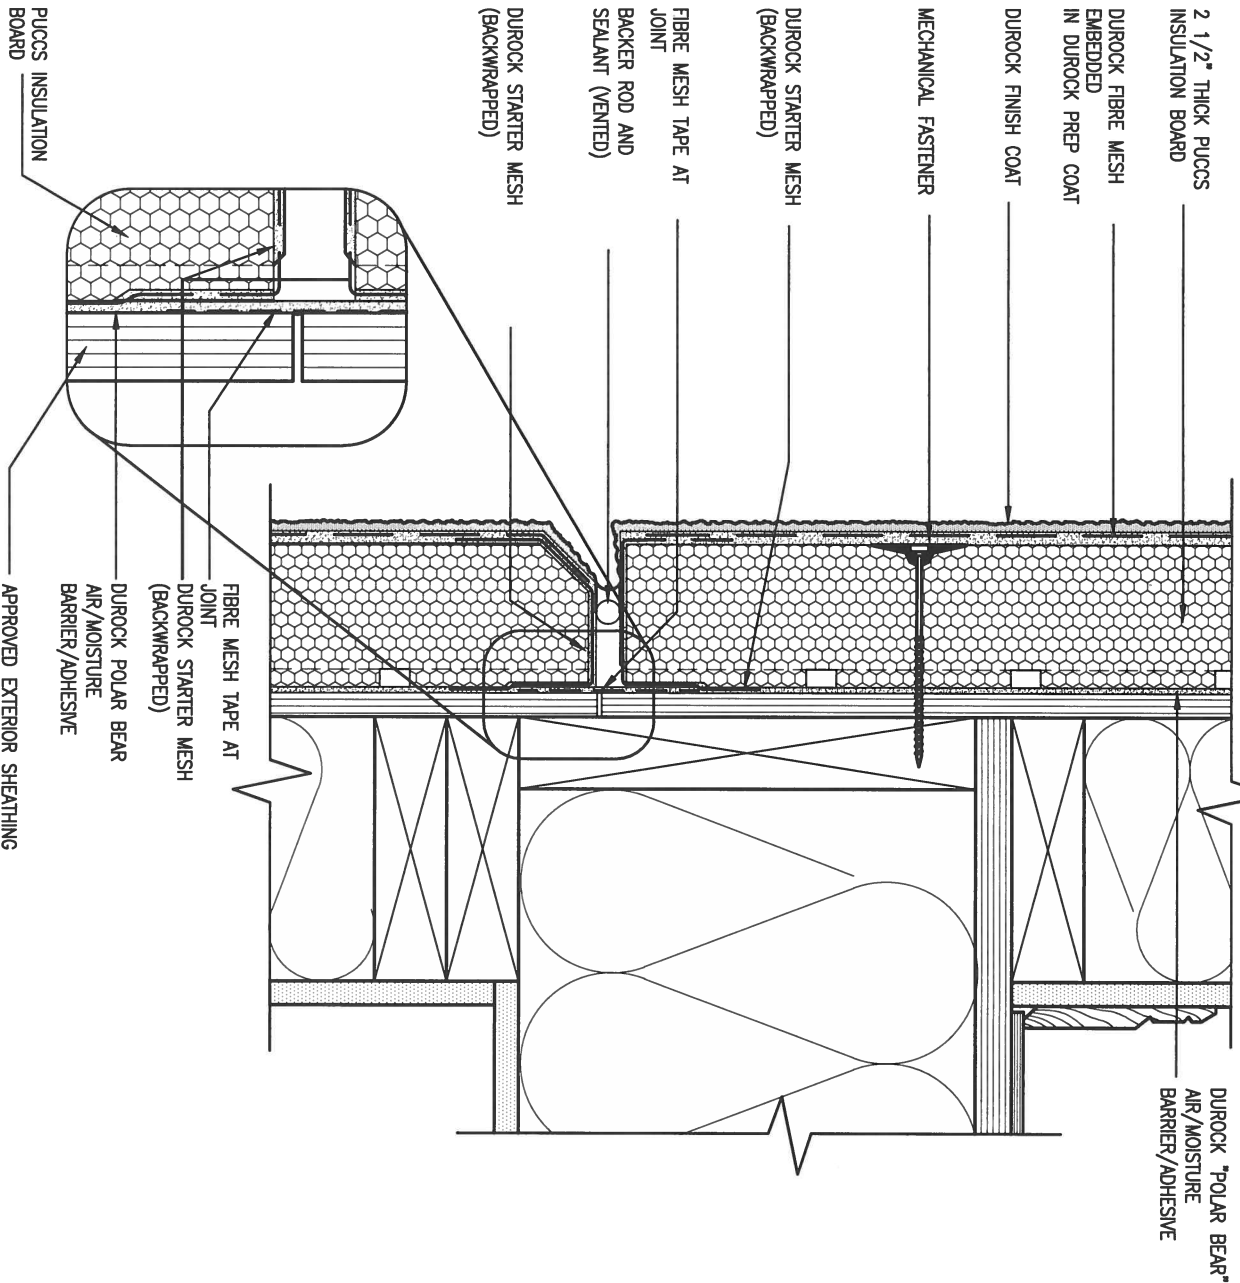 2 1/2" THICK PUCCS
INSULATION BOARD
DUROCK FIBRE MESH
EMBEDDED
IN DUROCK PREP COAT
DUROCK FINISH COAT
MECHANICAL FASTENER
DUROCK STARTER MESH
(BACKWRAPPED)
FIBRE MESH TAPE AT
JOINT
BACKER ROD AND
SEALANT (VENTED)
DUROCK STARTER MESH
(BACKWRAPPED)
PUCCS INSULATION
BOARD
DUROCK "POLAR BEAR"
AIR/MOISTURE
BARRIER/ADHESIVE
FIBRE MESH TAPE AT
JOINT
DUROCK STARTER MESH
(BACKWRAPPED)
DUROCK POLAR BEAR
AIR/MOISTURE
BARRIER/ADHESIVE
APPROVED EXTERIOR SHEATHING